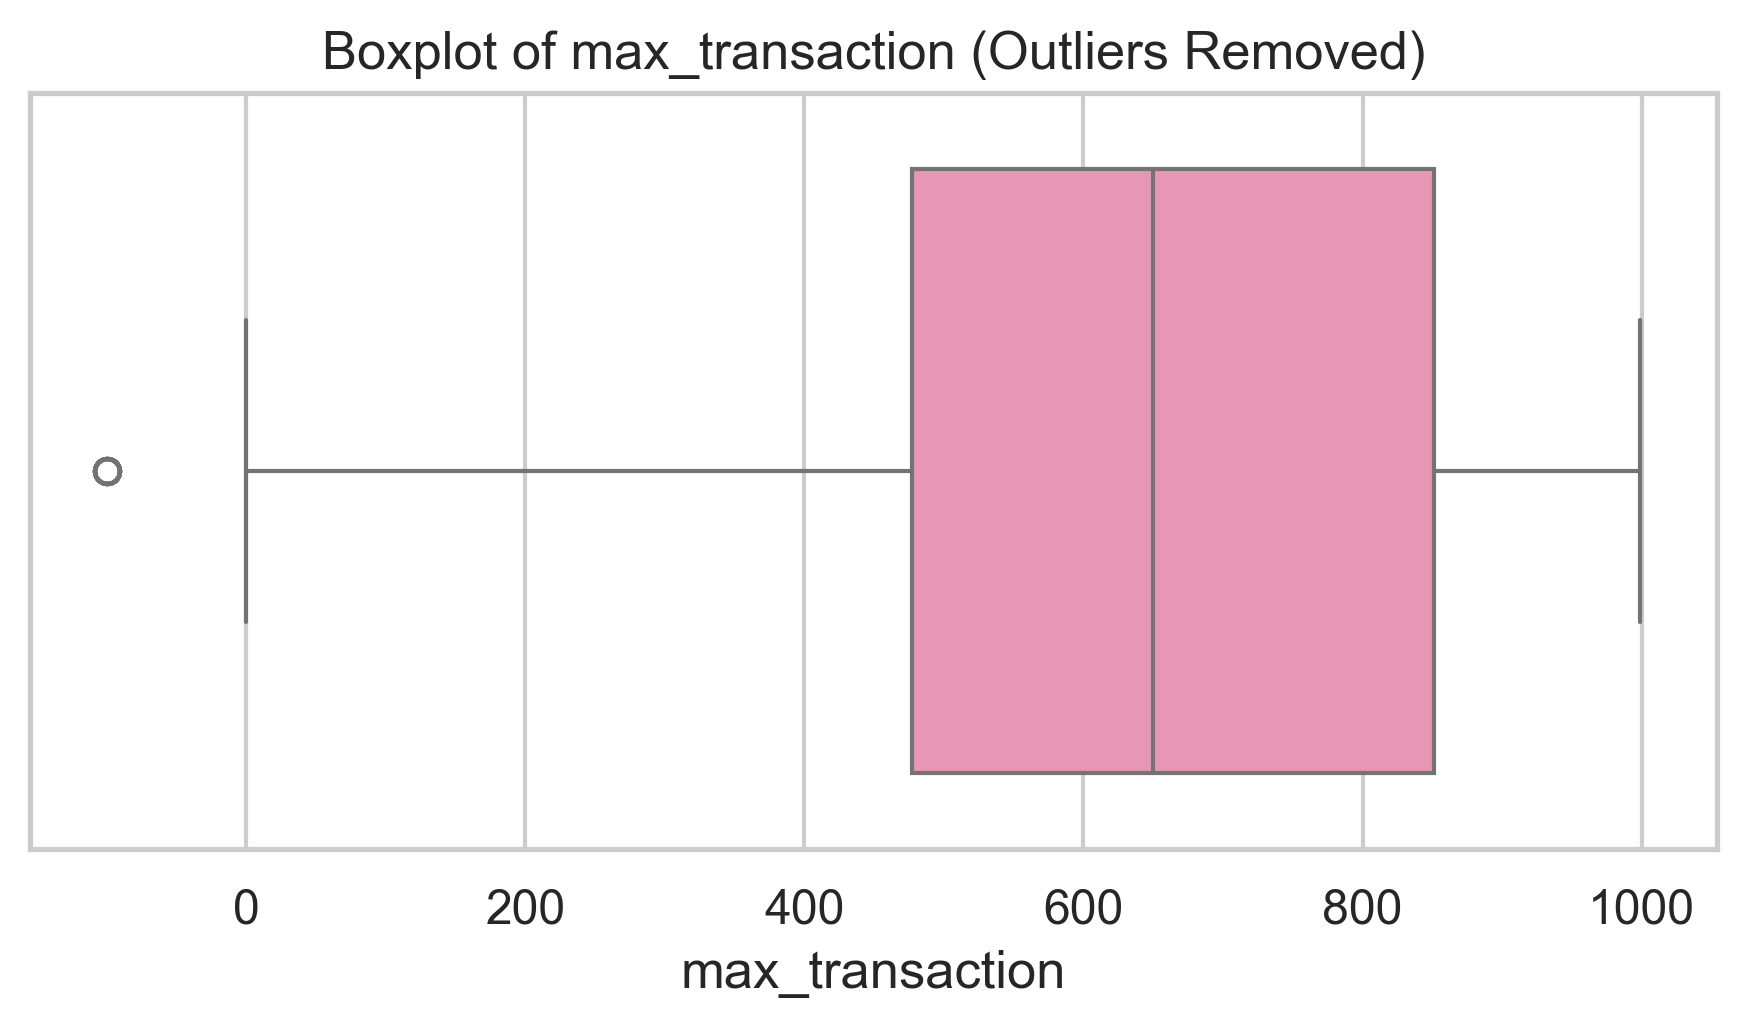 Boxplot of max_transaction (Outliers Removed)
0 200 400 600 800 1000
max_transaction